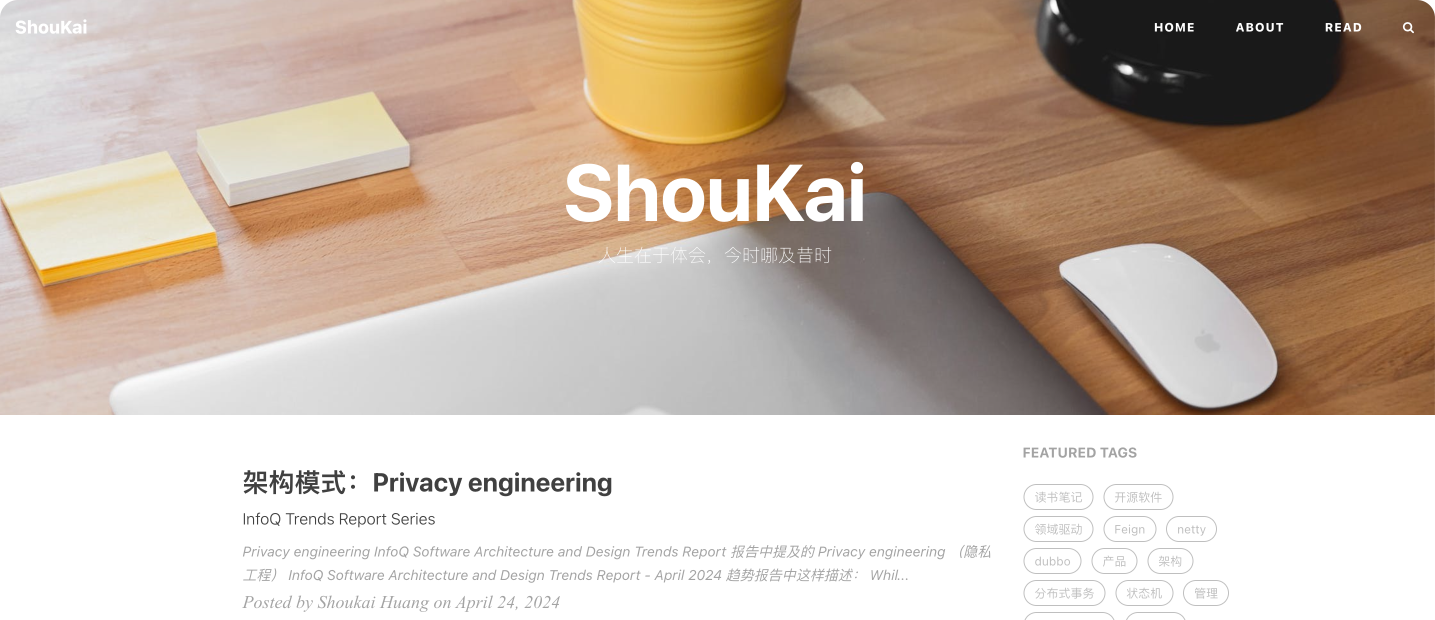 ShouKai
HOME
ABOUT
READ
ShouKai
人生在于体会，今时哪及昔时
架构模式：Privacy engineering
InfoQ Trends Report Series
Privacy engineering InfoQ Software Architecture and Design Trends Report 报告中提及的 Privacy engineering （隐私
工程） InfoQ Software Architecture and Design Trends Report - April 2024 趋势报告中这样描述： Whil...
Posted by Shoukai Huang on April 24, 2024
FEATURED TAGS
读书笔记
开源软件
领域驱动
Feign
netty
dubbo
产品
架构
分布式事务
状态机
管理